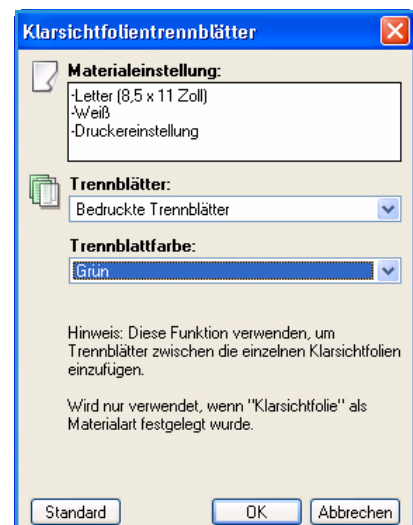 Klarsichtfolientrennblätter
Materialeinstellung:
-Letter (8,5 x 11 Zoll)
-Weiß
-Druckereinstellung
Trennblätter:
Bedruckte Trennblätter
Trennblattfarbe:
Grün
Hinweis: Diese Funktion verwenden, um
Trennblätter zwischen die einzelnen Klarsichtfolien
einzufügen.
Wird nur verwendet, wenn "Klarsichtfolie" als
Materialart festgelegt wurde.
Standard OK Abbrechen